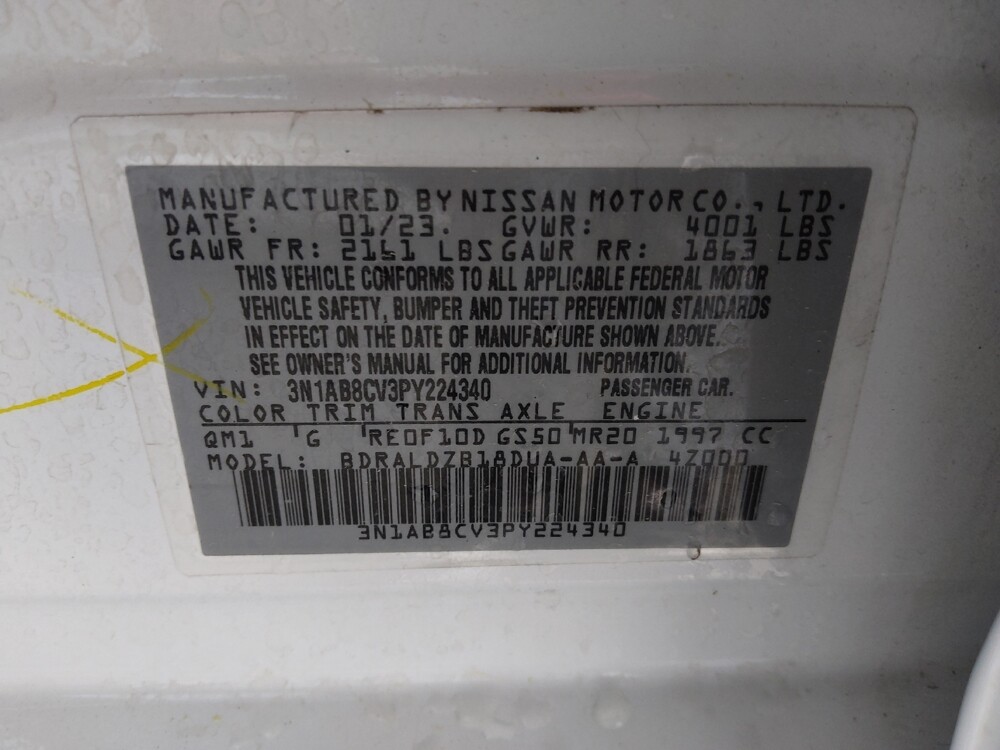 MANUFACTURED BY NISSAN MOTOR CO., LTD.
DATE: 01/23. GVWR: 4001 LBS
GAWR FR: 2161 LBS GAWR RR: 1863 LBS
THIS VEHICLE CONFORMS TO ALL APPLICABLE FEDERAL MOTOR
VEHICLE SAFETY, BUMPER AND THEFT PREVENTION STANDARDS
IN EFFECT ON THE DATE OF MANUFACTURE SHOWN ABOVE.
SEE OWNER'S MANUAL FOR ADDITIONAL INFORMATION.
VIN: 3N1AB8CV3PY224340 PASSENGER CAR.
COLOR TRIM TRANS AXLE ENGINE
QM1 'G 'RE0F10D GS50'MR20 1997 CC
MODEL: BDRALDZB18DUA-AA-A 4Z000
3N1AB8CV3PY224340